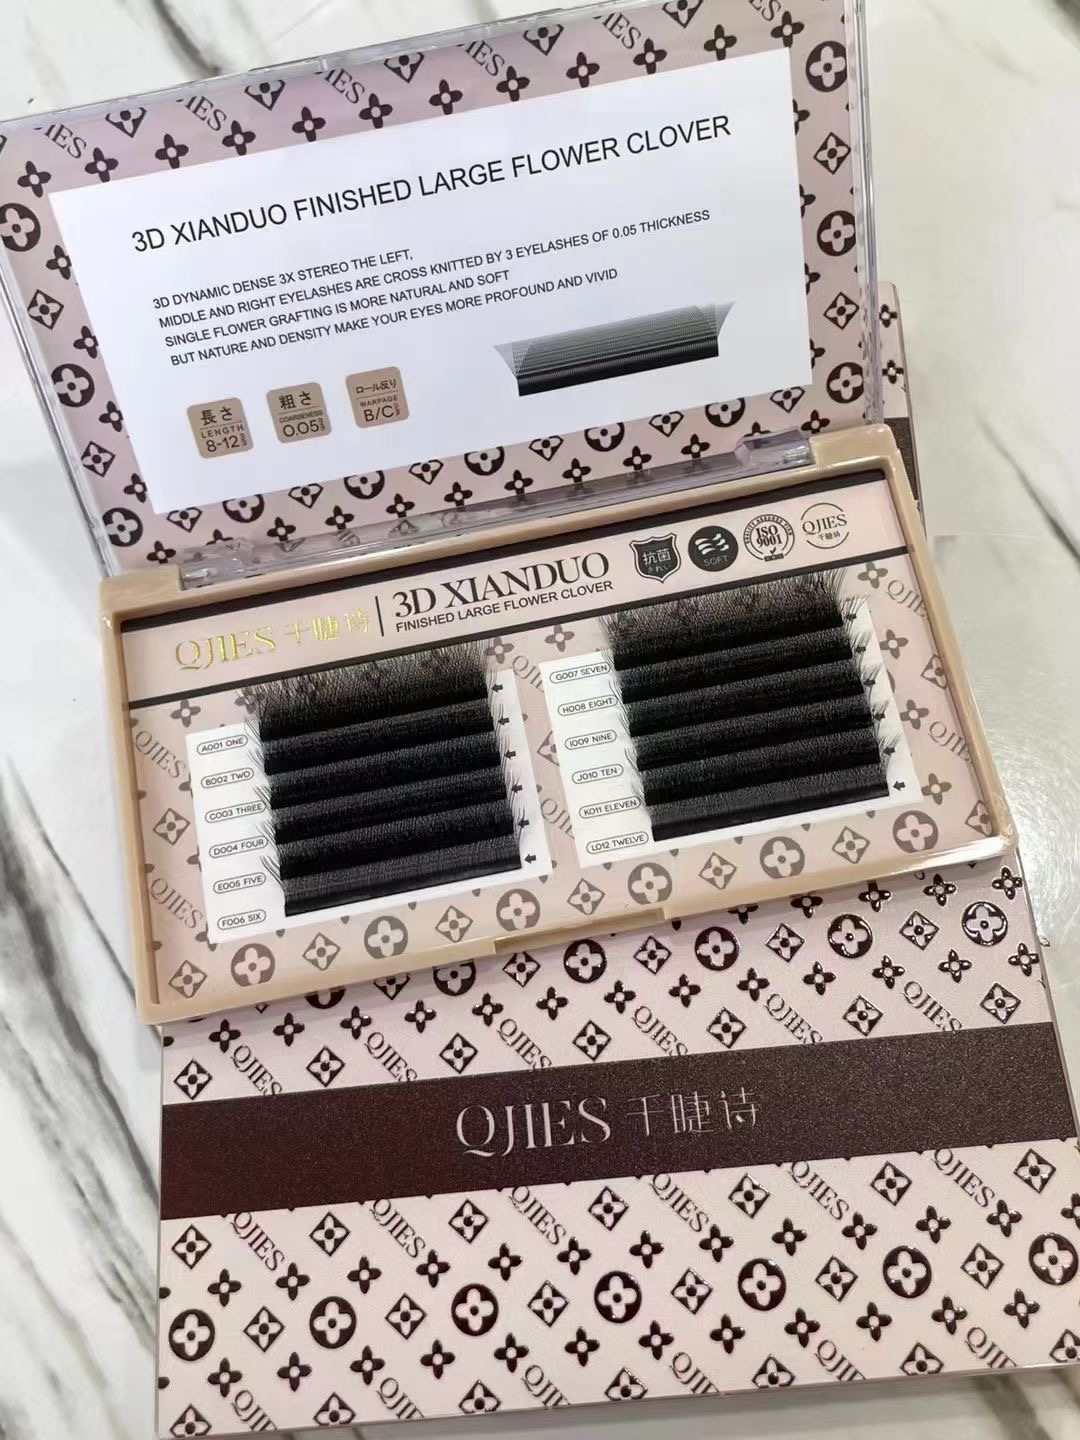 3D XIANDUO FINISHED LARGE FLOWER CLOVER
3D DYNAMIC DENSE 3X STEREO THE LEFT,
MIDDLE AND RIGHT EYELASHES ARE CROSS KNITTED BY 3 EYELASHES OF 0.05 THICKNESS
SINGLE FLOWER GRAFTING IS MORE NATURAL AND SOFT
BUT NATURE AND DENSITY MAKE YOUR EYES MORE PROFOUND AND VIVID
長さ
LENGTH
8-12
粗さ
COARSENESS
0.05
ロール反り
WARPAGE
B/C
QJIES 千睫诗
3D XIANDUO
FINISHED LARGE FLOWER CLOVER
抗菌
きれい
SOFT
ISO
9001
QJIES
千睫诗
A001 ONE
B002 TWO
C003 THREE
D004 FOUR
E005 FIVE
F006 SIX
G007 SEVEN
H008 EIGHT
I009 NINE
J010 TEN
K011 ELEVEN
L012 TWELVE
QJIES 千睫诗